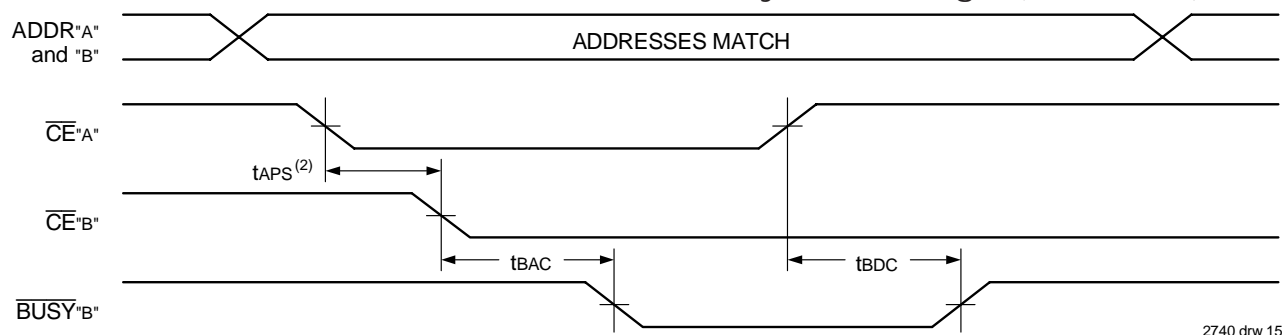 ADDR"A"
and "B"
ADDRESSES MATCH
CE"A"
tAPS(2)
CE"B"
tBAC
tBDC
BUSY"B"
2740 drw 15